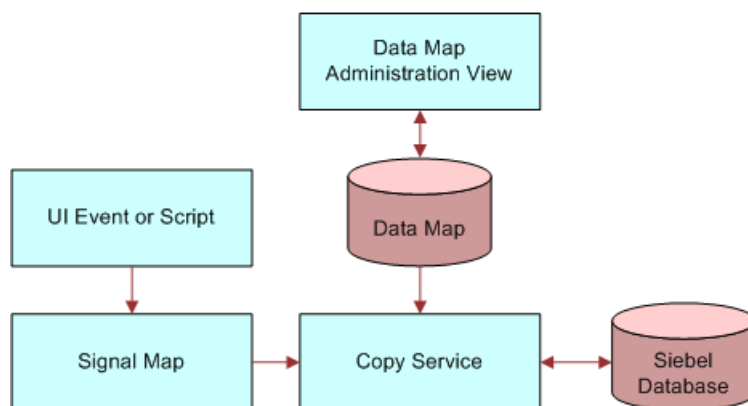 Data Map
Administration View
UI Event or Script
Data Map
Signal Map
Copy Service
Siebel
Database